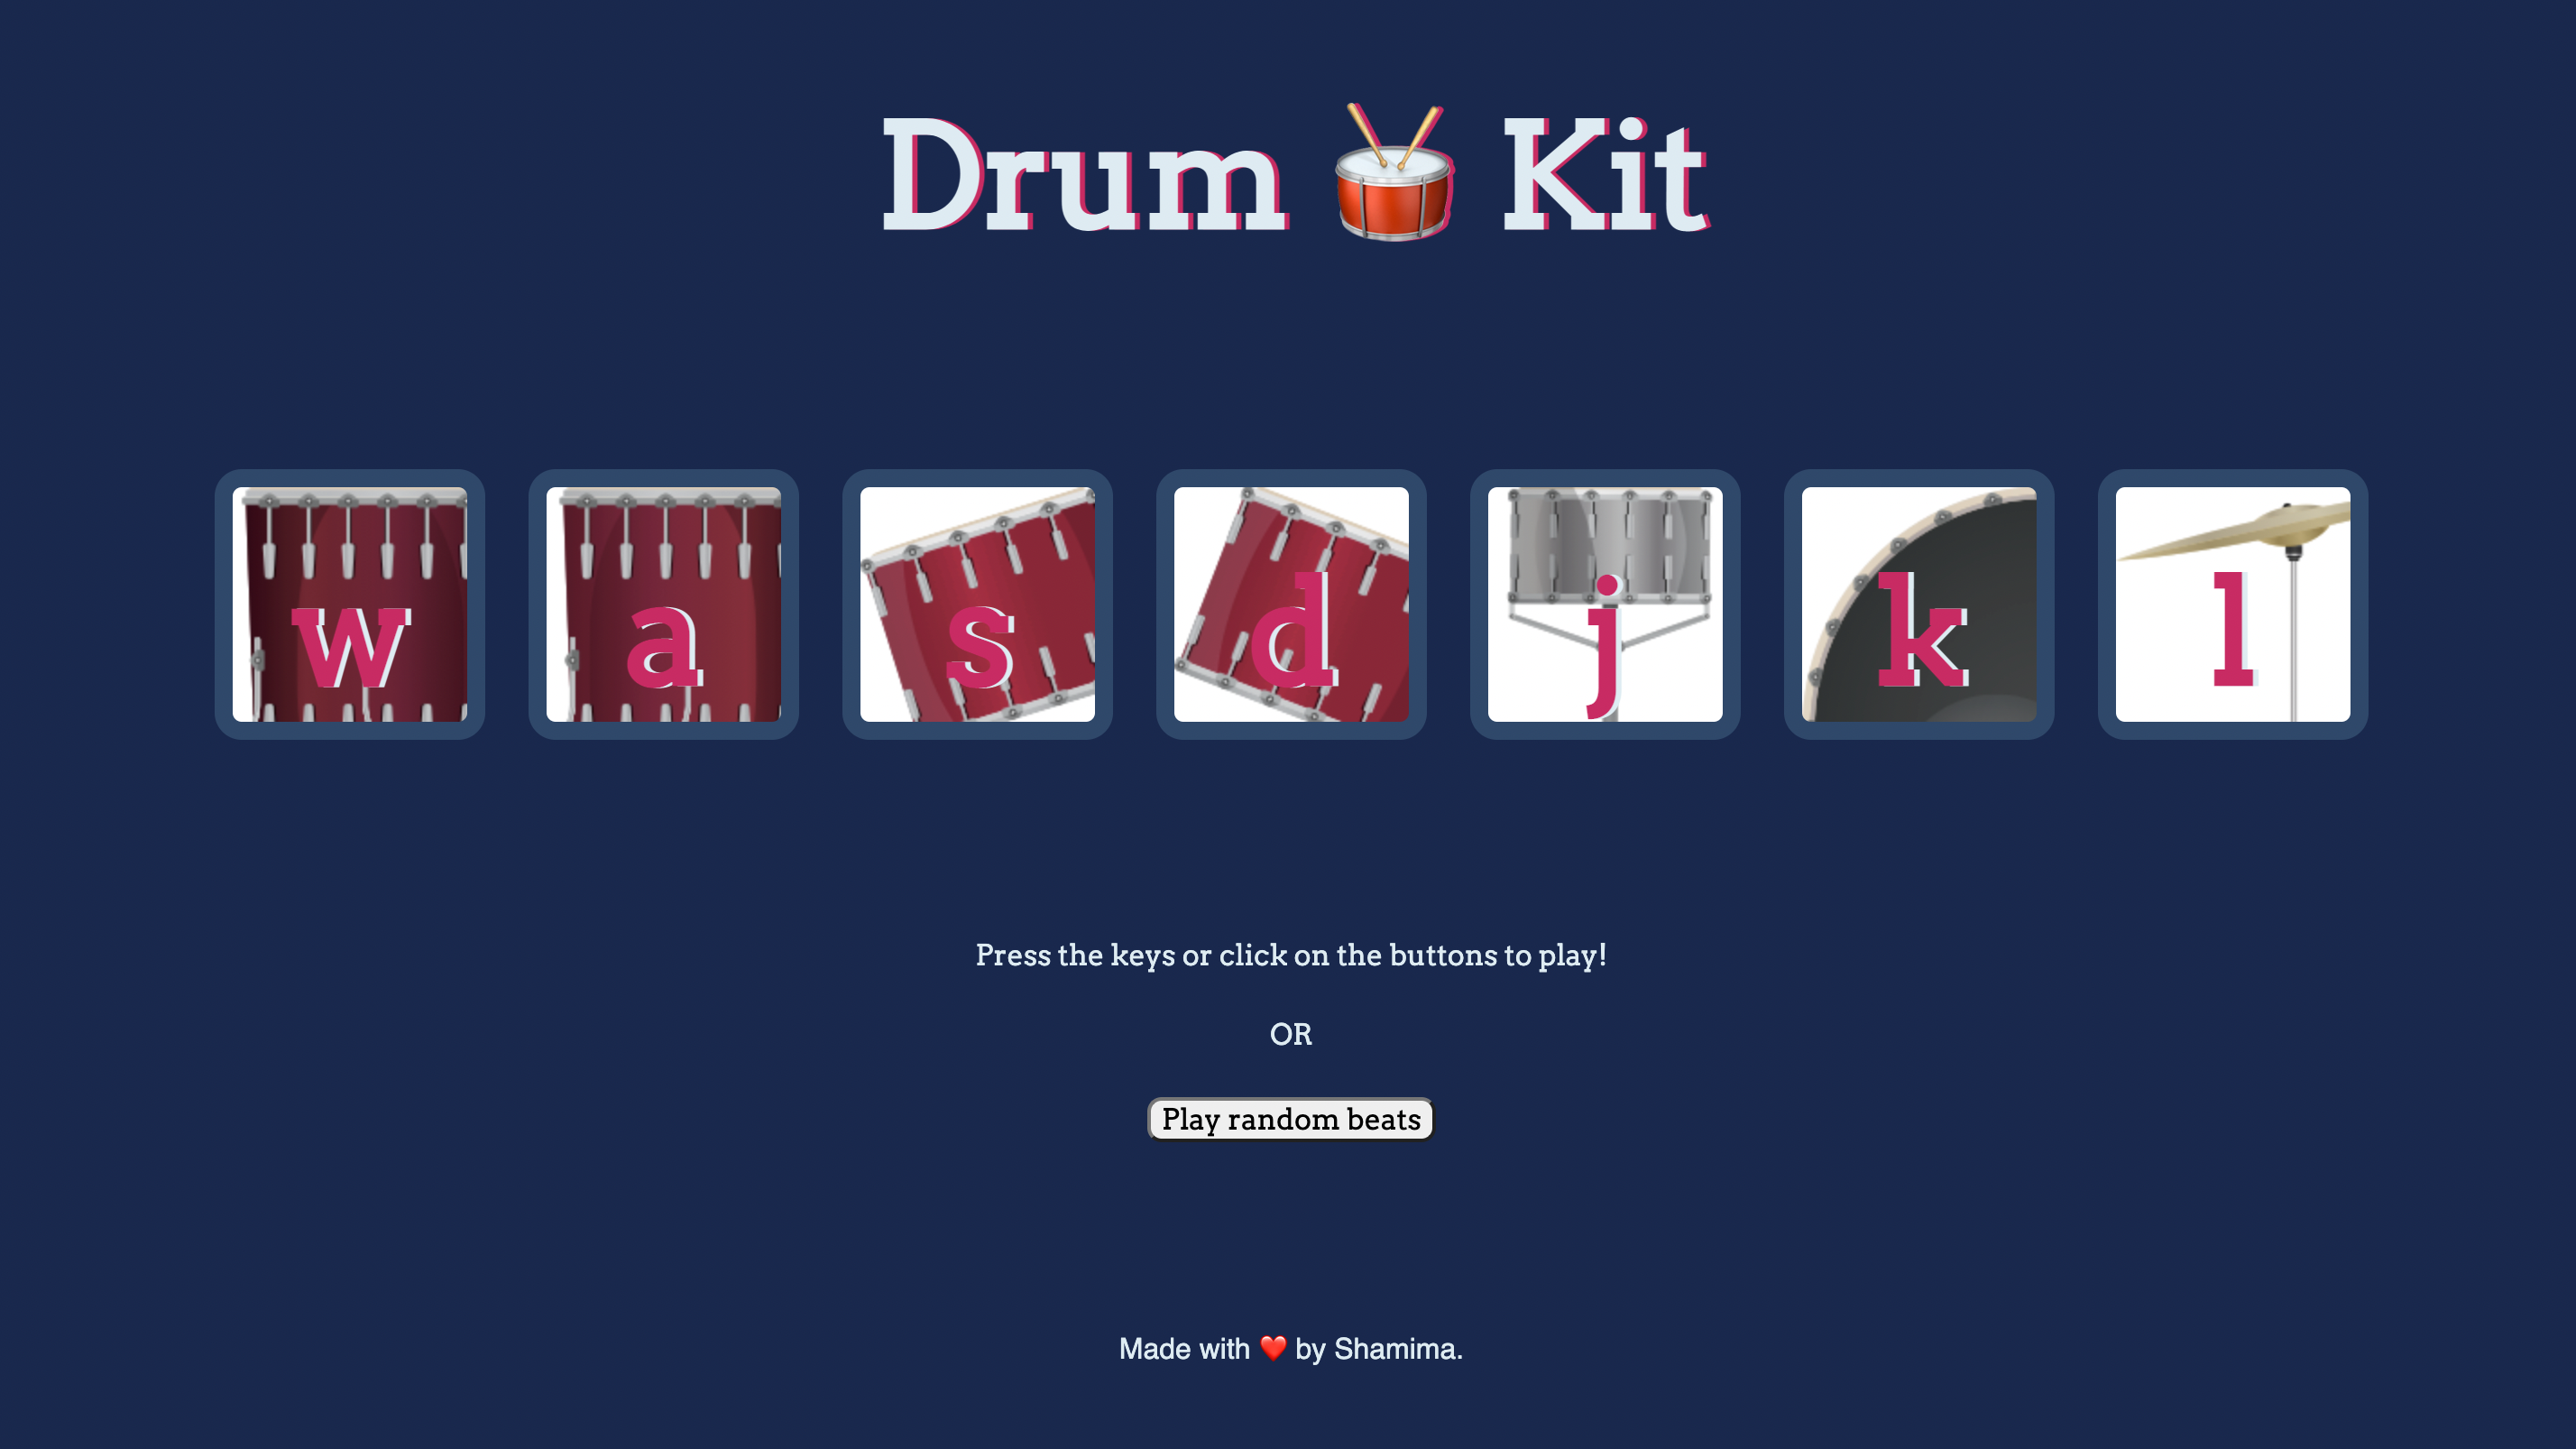 Drum 🥁 Kit
w a s d j k l
Press the keys or click on the buttons to play!
OR
Play random beats
Made with ❤️ by Shamima.